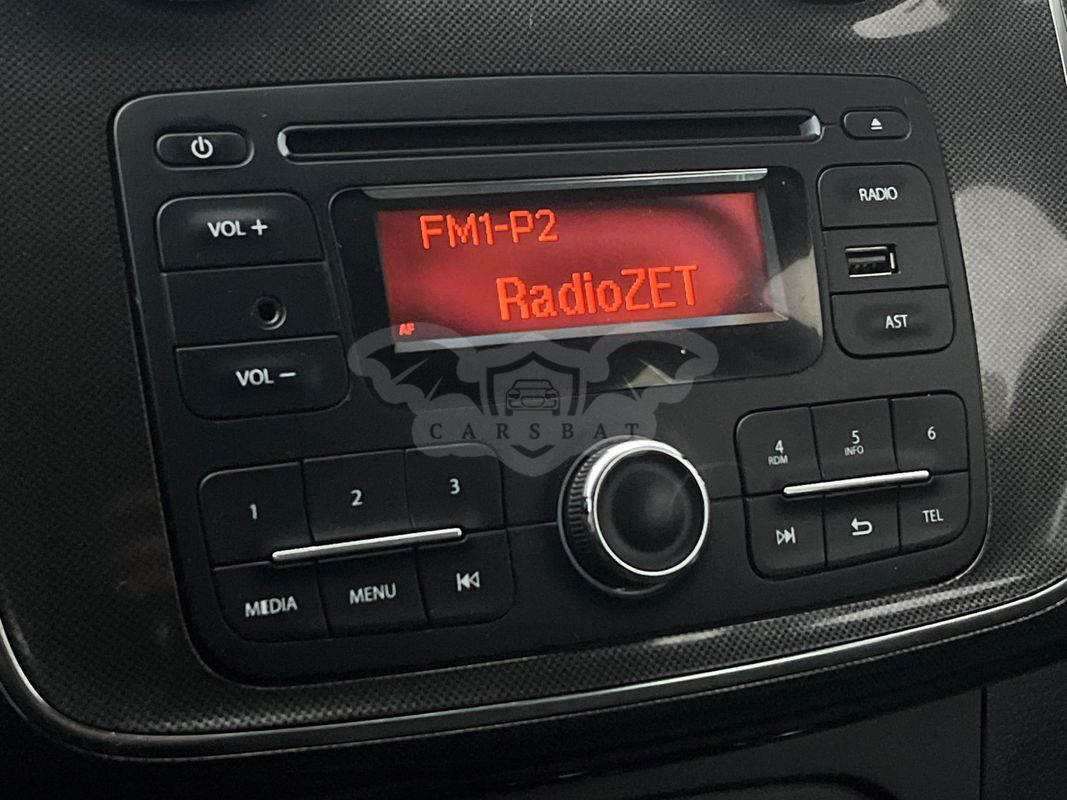 RADIO
VOL +
FM1-P2
RadioZET
AF
AST
VOL −
CARSBAT
1
2
3
4
RDM
5
INFO
6
MEDIA
MENU
TEL